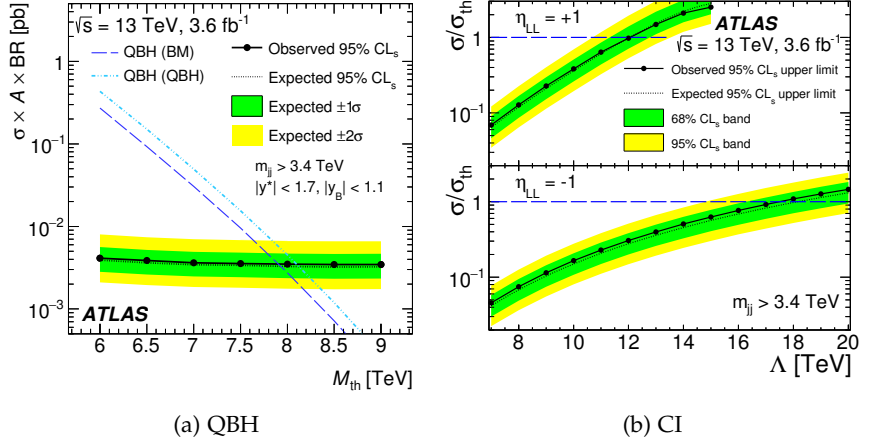 σ × A × BR [pb]
√s = 13 TeV, 3.6 fb⁻¹
QBH (BM)
QBH (QBH)
Observed 95% CLₛ
Expected 95% CLₛ
Expected ±1σ
Expected ±2σ
m_jj > 3.4 TeV
|y*| < 1.7, |y_B| < 1.1
10⁻¹
10⁻²
10⁻³
ATLAS
6 6.5 7 7.5 8 8.5 9
M_th [TeV]
(a) QBH
σ/σ_th
η_LL = +1
ATLAS
√s = 13 TeV, 3.6 fb⁻¹
Observed 95% CLₛ upper limit
Expected 95% CLₛ upper limit
68% CLₛ band
95% CLₛ band
1
10⁻¹
σ/σ_th
η_LL = -1
1
10⁻¹
m_jj > 3.4 TeV
8 10 12 14 16 18 20
Λ [TeV]
(b) CI